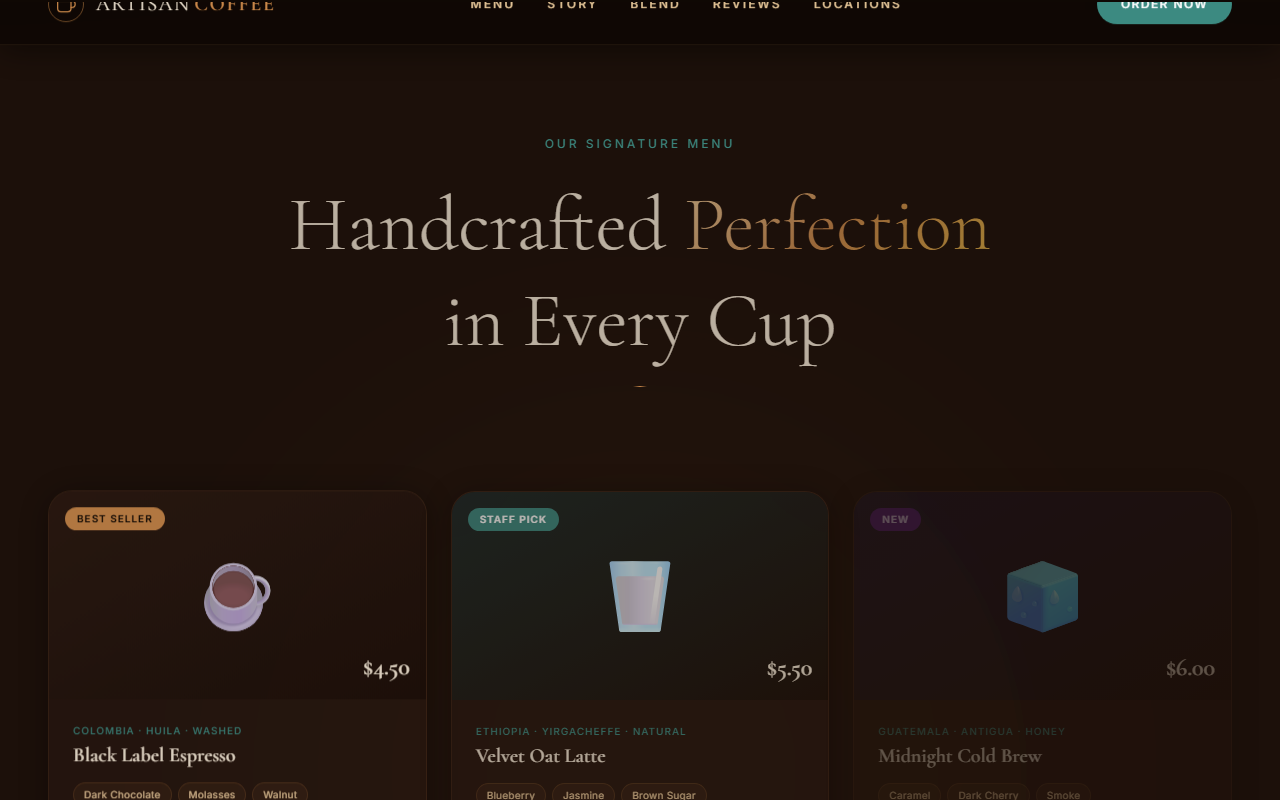 ARTISAN COFFEE
MENU STORY BLEND REVIEWS LOCATIONS
ORDER NOW
OUR SIGNATURE MENU
Handcrafted Perfection
in Every Cup
BEST SELLER
$4.50
COLOMBIA · HUILA · WASHED
Black Label Espresso
Dark Chocolate Molasses Walnut
STAFF PICK
$5.50
ETHIOPIA · YIRGACHEFFE · NATURAL
Velvet Oat Latte
Blueberry Jasmine Brown Sugar
NEW
$6.00
GUATEMALA · ANTIGUA · HONEY
Midnight Cold Brew
Caramel Dark Cherry Smoke